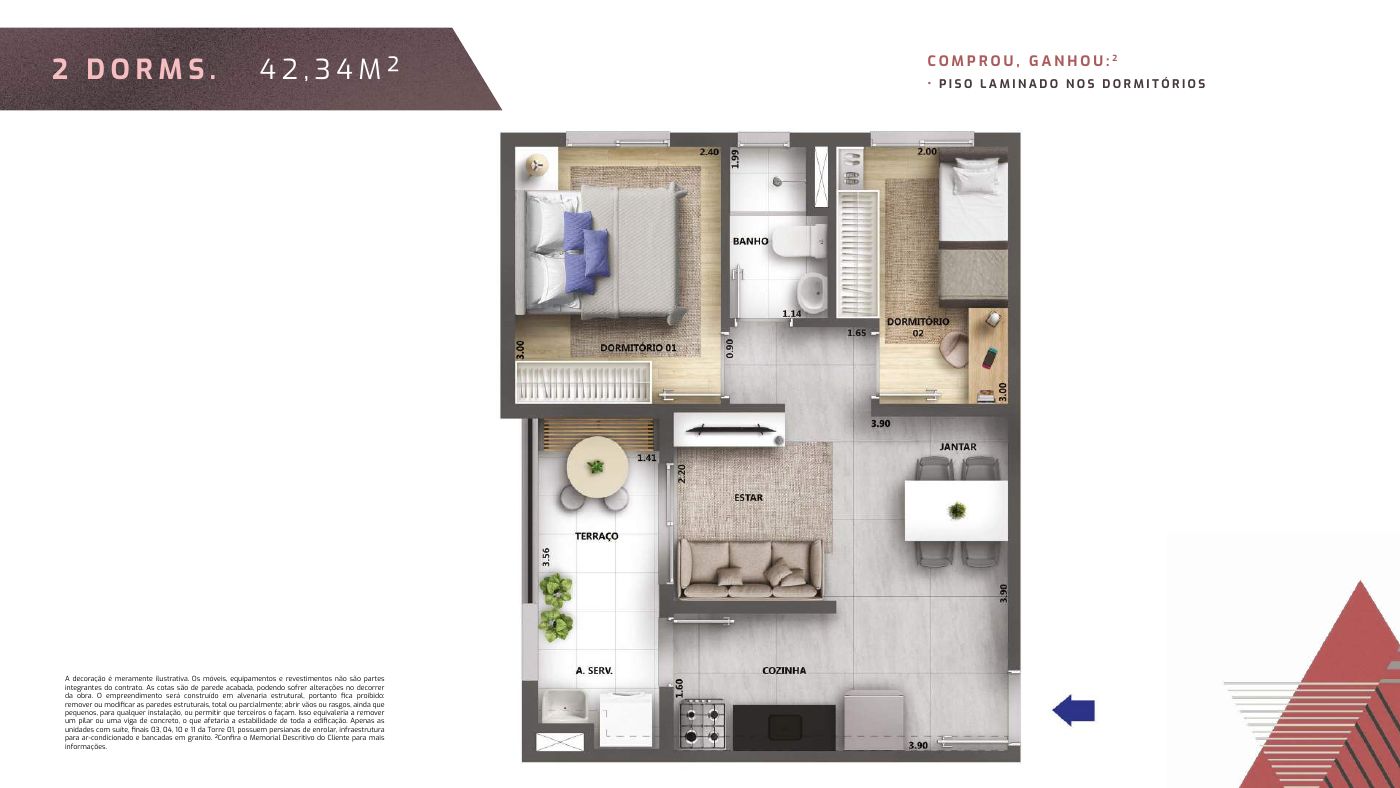 2 DORMS. 42,34M²
COMPROU, GANHOU:²
• PISO LAMINADO NOS DORMITÓRIOS
2.40
1.99
2.00
BANHO
1.14
DORMITÓRIO
02
1.65
3.00
DORMITÓRIO 01
0.90
3.00
3.90
JANTAR
1.41
2.20
ESTAR
TERRAÇO
3.56
3.90
A. SERV.
COZINHA
1.60
3.90
A decoração é meramente ilustrativa. Os móveis, equipamentos e revestimentos não são partes
integrantes do contrato. As cotas são de parede acabada, podendo sofrer alterações no decorrer
da obra. O empreendimento será construído em alvenaria estrutural, portanto fica proibido:
remover ou modificar as paredes estruturais, total ou parcialmente; abrir vãos ou rasgos, ainda que
pequenos, para qualquer instalação, ou permitir que terceiros o façam. Isso equivaleria a remover
um pilar ou uma viga de concreto, o que afetaria a estabilidade de toda a edificação. Apenas as
unidades com suíte, finais 03, 04, 10 e 11 da Torre 01, possuem persianas de enrolar, infraestrutura
para ar-condicionado e bancadas em granito. ²Confira o Memorial Descritivo do Cliente para mais
informações.